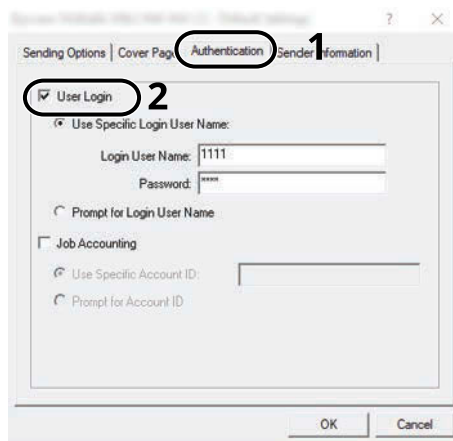 ? ×
Sending Options Cover Page Authentication 1 Sender Information
User Login 2
Use Specific Login User Name:
Login User Name: 1111
Password: ****
Prompt for Login User Name
Job Accounting
Use Specific Account ID:
Prompt for Account ID
OK Cancel